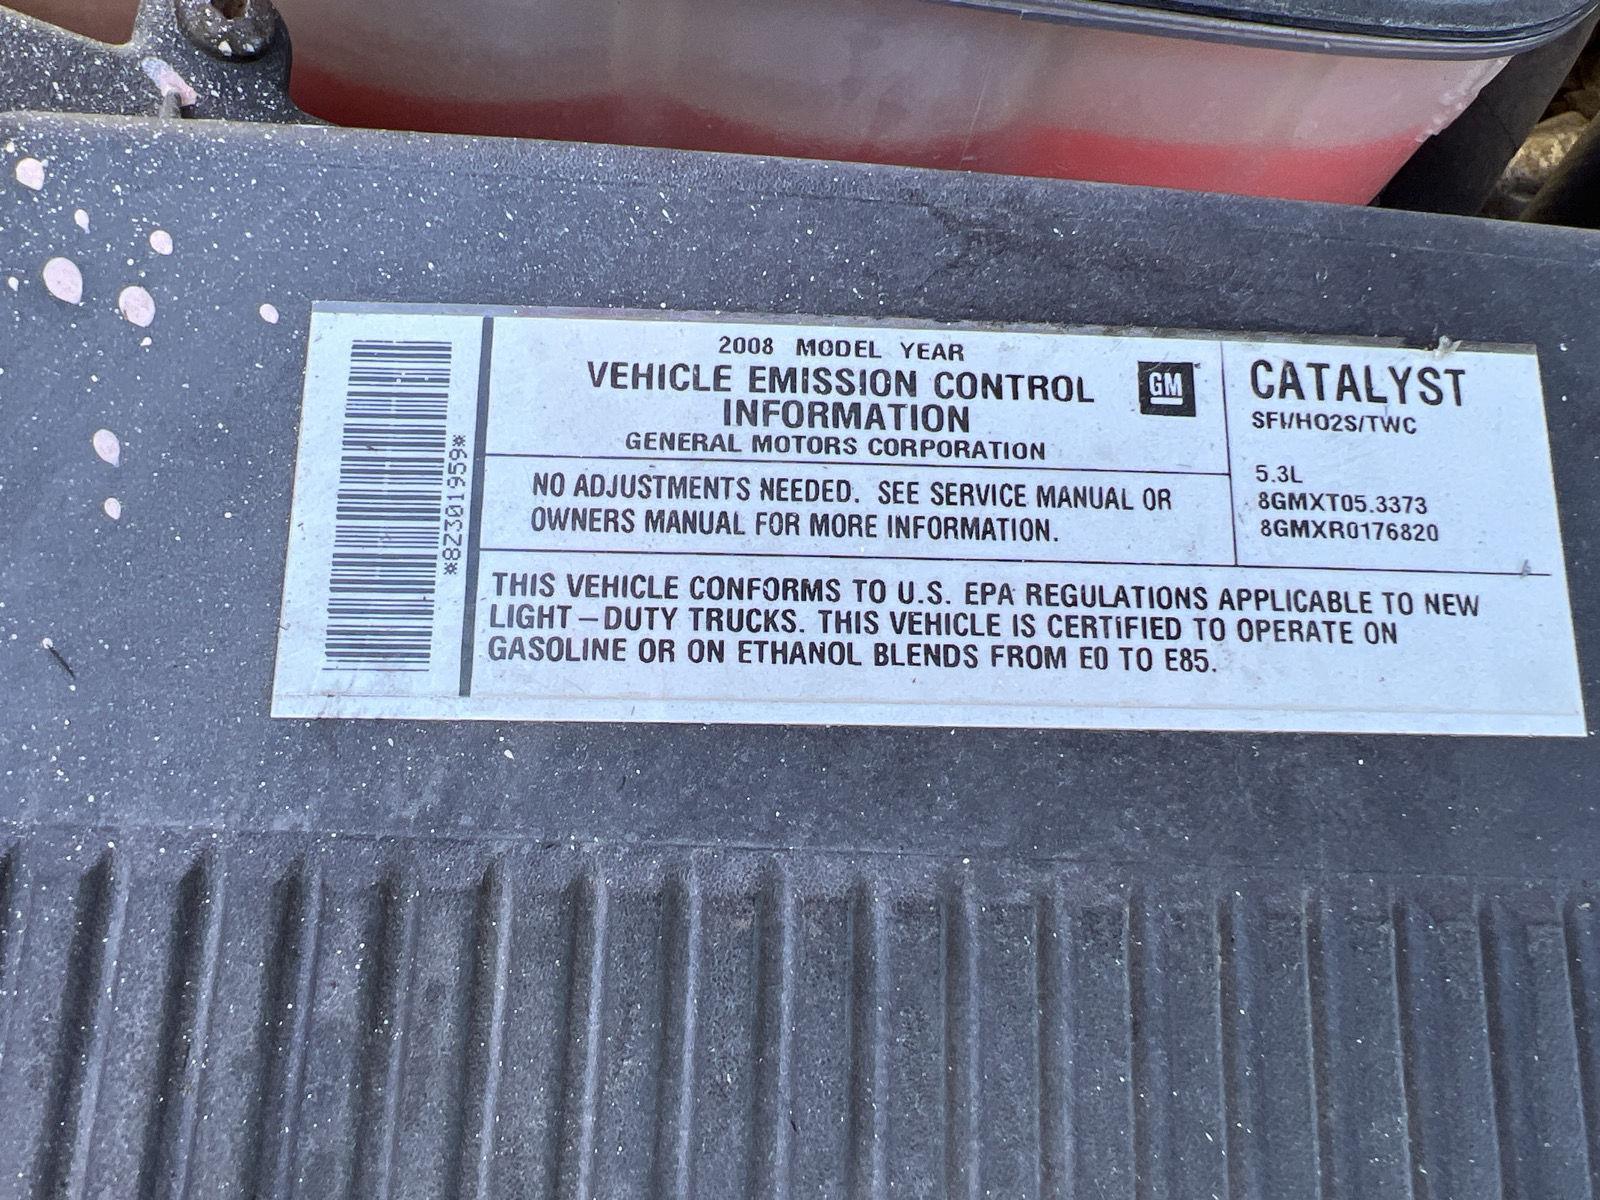 *8Z301959*
2008 MODEL YEAR
VEHICLE EMISSION CONTROL
INFORMATION
GENERAL MOTORS CORPORATION
GM
NO ADJUSTMENTS NEEDED. SEE SERVICE MANUAL OR
OWNERS MANUAL FOR MORE INFORMATION.
CATALYST
SFI/HO2S/TWC
5.3L
8GMXT05.3373
8GMXR0176820
THIS VEHICLE CONFORMS TO U.S. EPA REGULATIONS APPLICABLE TO NEW
LIGHT-DUTY TRUCKS. THIS VEHICLE IS CERTIFIED TO OPERATE ON
GASOLINE OR ON ETHANOL BLENDS FROM E0 TO E85.